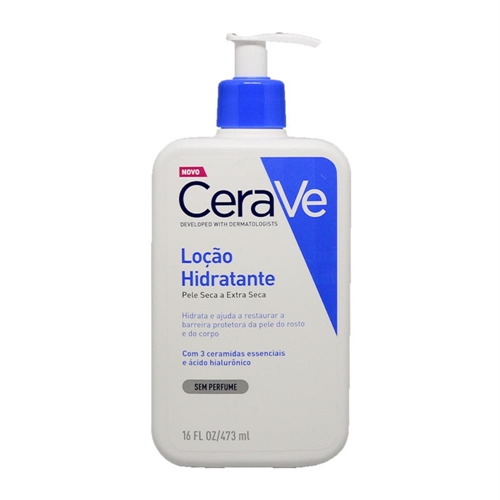 NOVO
CeraVe
DEVELOPED WITH DERMATOLOGISTS
Loção
Hidratante
Pele Seca a Extra Seca
Hidrata e ajuda a restaurar a
barreira protetora da pele do rosto
e do corpo
Com 3 ceramidas essenciais
e ácido hialurônico
SEM PERFUME
16 FL OZ/473 ml